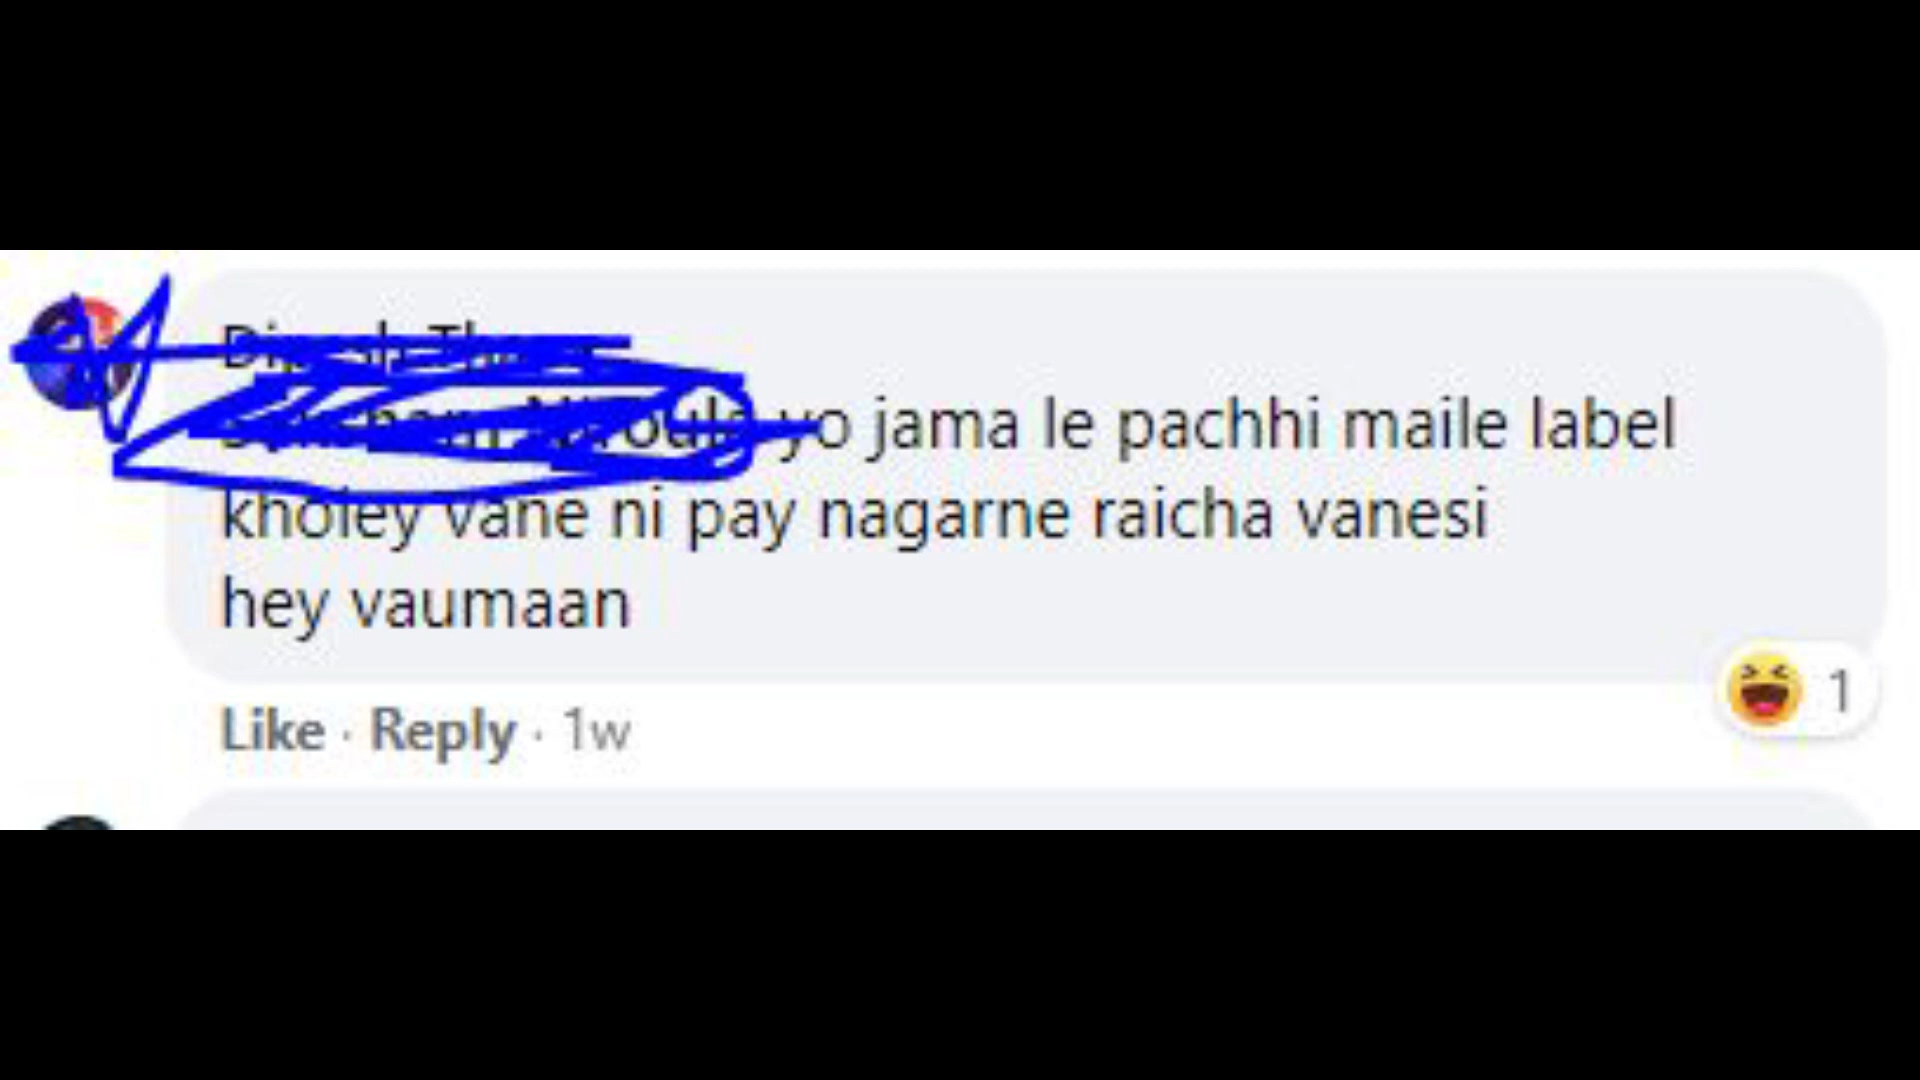 yo jama le pachhi maile label
kholey vane ni pay nagarne raicha vanesi
hey vaumaan
Like · Reply · 1w
1